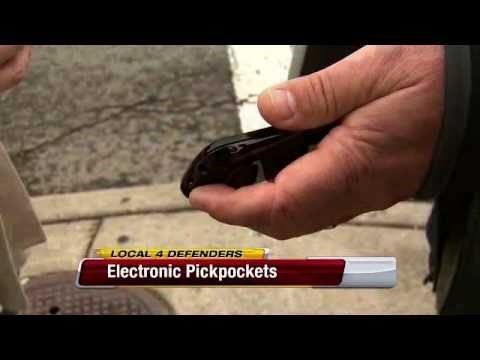 LOCAL 4 DEFENDERS
Electronic Pickpockets